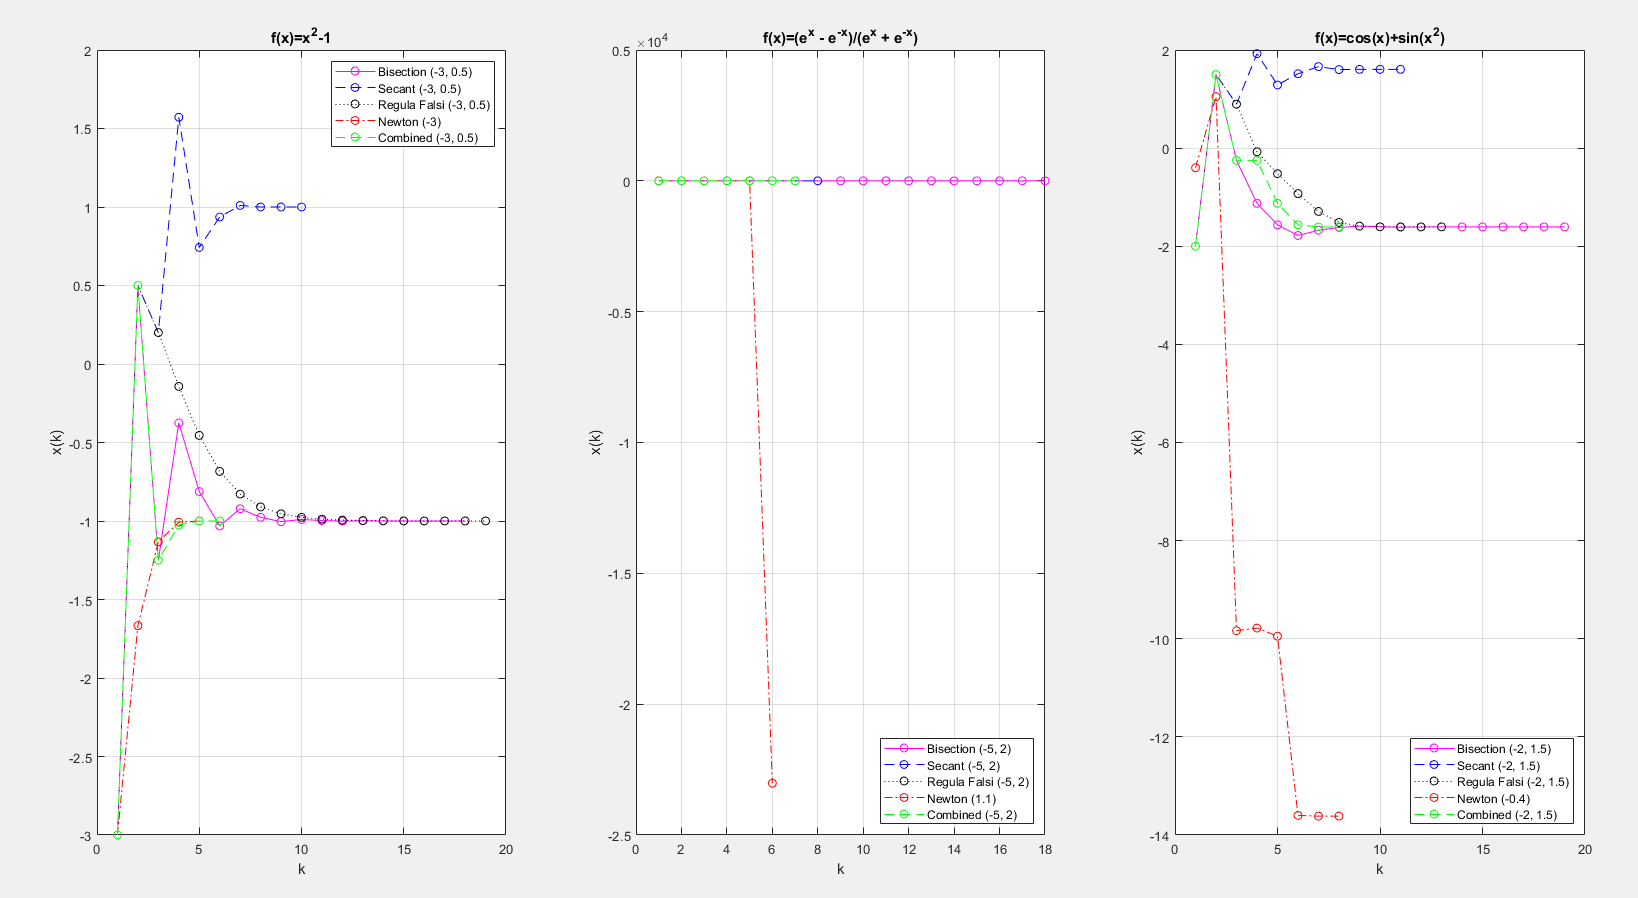 f(x)=x²-1
2
1.5
1
0.5
0
-0.5
-1
-1.5
-2
-2.5
-3
x(k)
0 5 10 15 20
k
Bisection (-3, 0.5)
Secant (-3, 0.5)
Regula Falsi (-3, 0.5)
Newton (-3)
Combined (-3, 0.5)
f(x)=(eˣ - e⁻ˣ)/(eˣ + e⁻ˣ)
×10⁴
0.5
0
-0.5
-1
-1.5
-2
-2.5
x(k)
0 2 4 6 8 10 12 14 16 18
k
Bisection (-5, 2)
Secant (-5, 2)
Regula Falsi (-5, 2)
Newton (1.1)
Combined (-5, 2)
f(x)=cos(x)+sin(x²)
2
0
-2
-4
-6
-8
-10
-12
-14
x(k)
0 5 10 15 20
k
Bisection (-2, 1.5)
Secant (-2, 1.5)
Regula Falsi (-2, 1.5)
Newton (-0.4)
Combined (-2, 1.5)